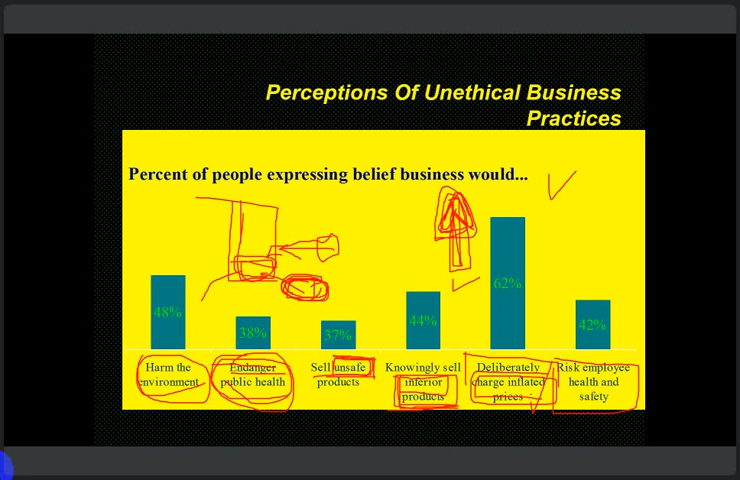 Perceptions Of Unethical Business
Practices
Percent of people expressing belief business would...
48%
38%
37%
44%
62%
42%
Harm the
environment
Endanger
public health
Sell unsafe
products
Knowingly sell
inferior
products
Deliberately
charge inflated
prices
Risk employee
health and
safety